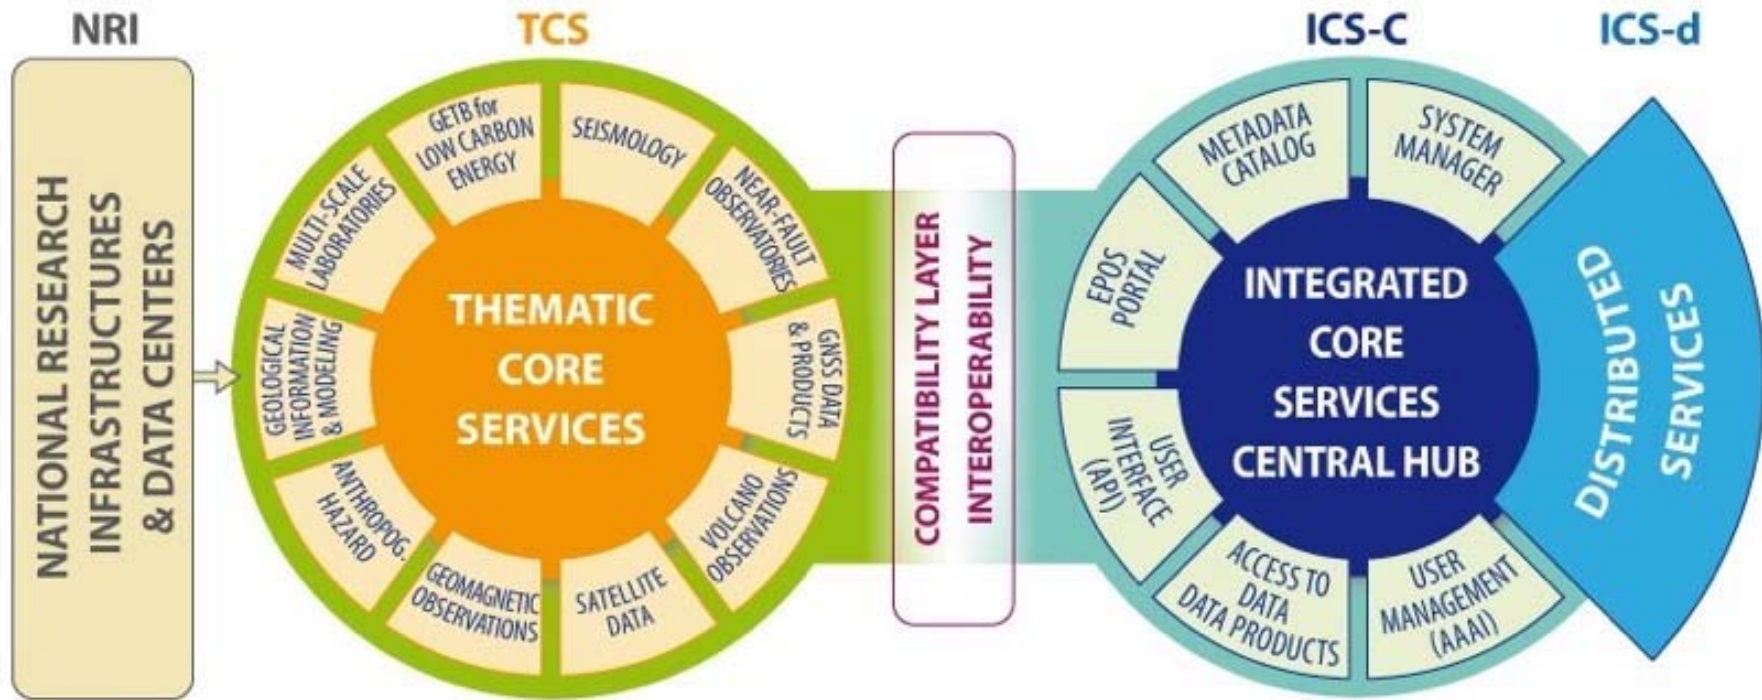 NRI
TCS
ICS-C
ICS-d
NATIONAL RESEARCH
INFRASTRUCTURES
& DATA CENTERS
GETB for
LOW CARBON
ENERGY
SEISMOLOGY
NEAR-FAULT
OBSERVATORIES
GNSS DATA
& PRODUCTS
VOLCANO
OBSERVATIONS
SATELLITE
DATA
GEOMAGNETIC
OBSERVATIONS
ANTHROPOG.
HAZARD
GEOLOGICAL
INFORMATION
& MODELING
MULTI-SCALE
LABORATORIES
THEMATIC
CORE
SERVICES
COMPATIBILITY LAYER
INTEROPERABILITY
METADATA
CATALOG
SYSTEM
MANAGER
EPOS
PORTAL
USER
INTERFACE
(API)
ACCESS TO
DATA
DATA PRODUCTS
USER
MANAGEMENT
(AAAI)
INTEGRATED
CORE
SERVICES
CENTRAL HUB
DISTRIBUTED
SERVICES